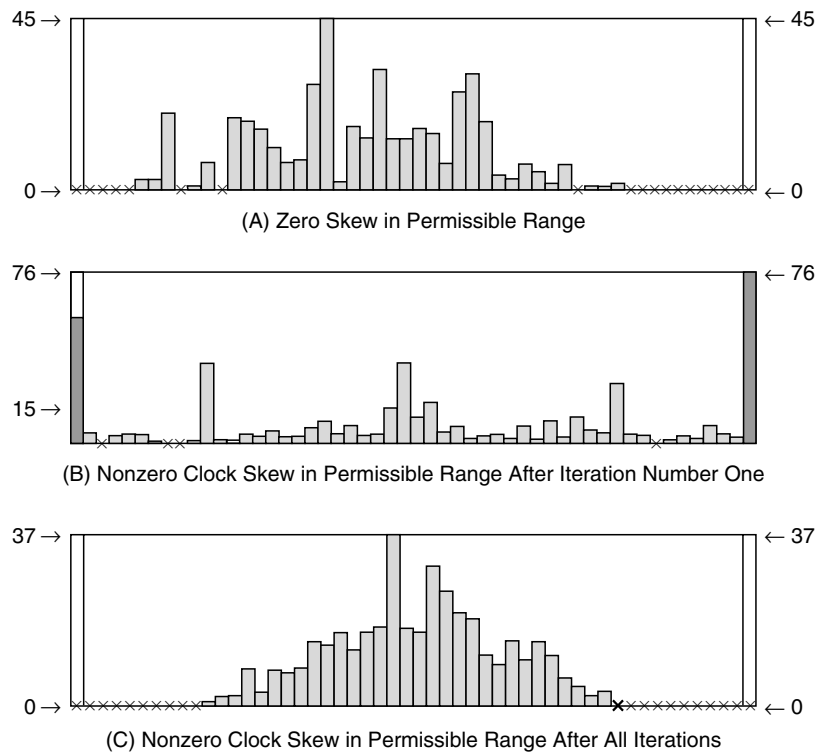 45 → ← 45
0 → ← 0
(A) Zero Skew in Permissible Range
76 → ← 76
15 →
(B) Nonzero Clock Skew in Permissible Range After Iteration Number One
37 → ← 37
0 → ← 0
(C) Nonzero Clock Skew in Permissible Range After All Iterations